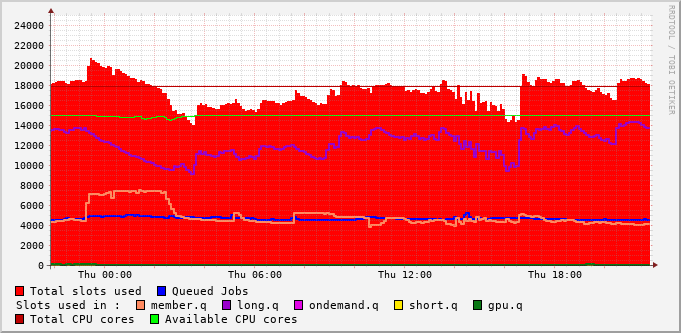 RRDTOOL / TOBI OETIKER
24000
22000
20000
18000
16000
14000
12000
10000
8000
6000
4000
2000
0
Thu 00:00 Thu 06:00 Thu 12:00 Thu 18:00
Total slots used Queued Jobs
Slots used in : member.q long.q ondemand.q short.q gpu.q
Total CPU cores Available CPU cores